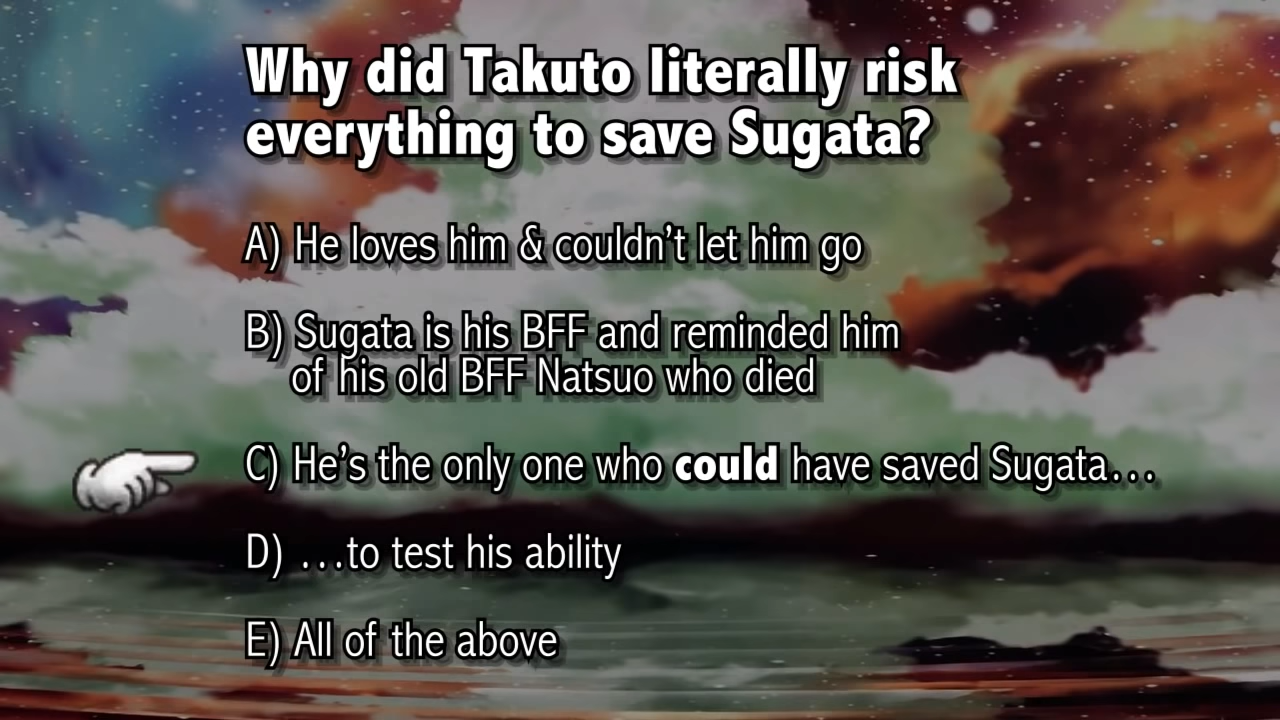 Why did Takuto literally risk
everything to save Sugata?
A) He loves him & couldn't let him go
B) Sugata is his BFF and reminded him
of his old BFF Natsuo who died
C) He's the only one who could have saved Sugata...
D) ...to test his ability
E) All of the above